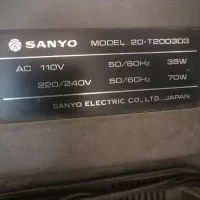 SANYO MODEL 20-T200303
AC 110V 50/60Hz 35W
220/240V 50/60Hz 70W
SANYO ELECTRIC CO., LTD., JAPAN